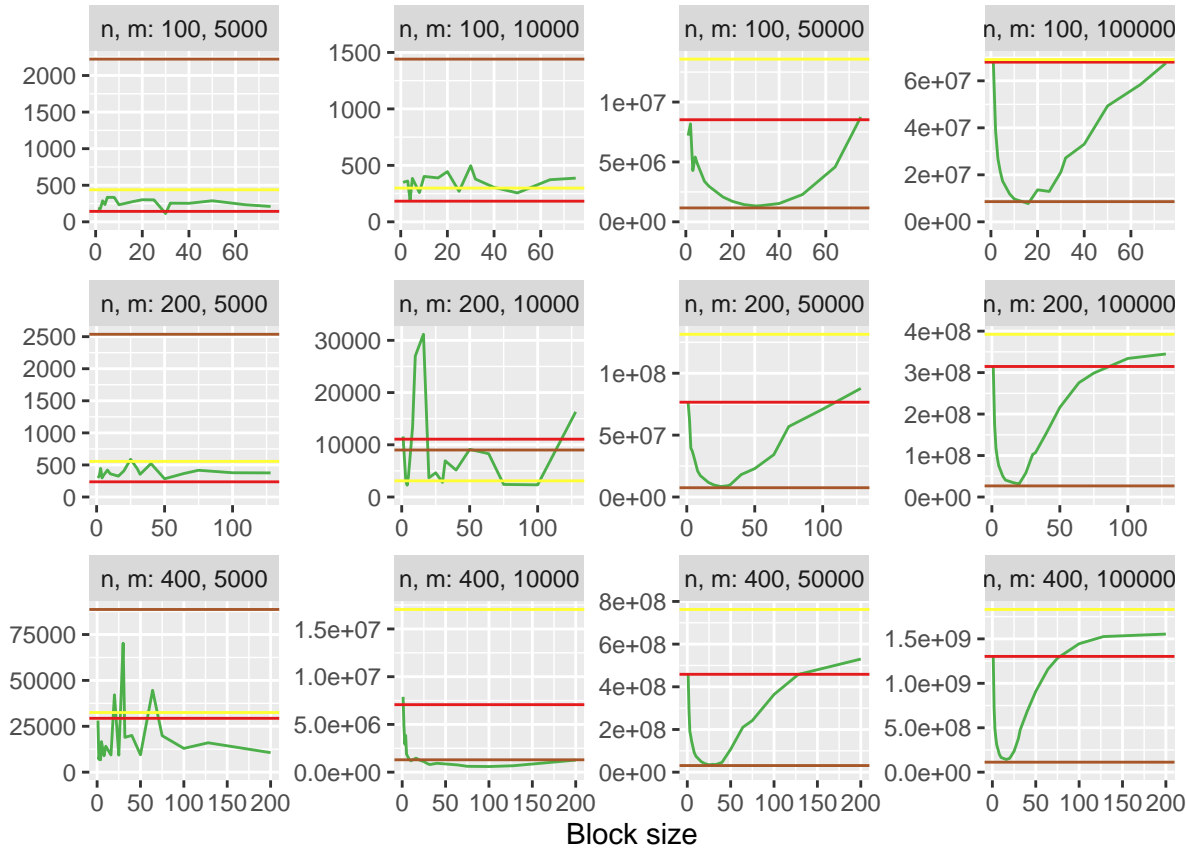 n, m: 100, 5000
n, m: 100, 10000
n, m: 100, 50000
n, m: 100, 100000
2000
1500
1000
500
0
0 20 40 60
1500
1000
500
0
0 20 40 60
1e+07
5e+06
0e+00
0 20 40 60
6e+07
4e+07
2e+07
0e+00
0 20 40 60
n, m: 200, 5000
n, m: 200, 10000
n, m: 200, 50000
n, m: 200, 100000
2500
2000
1500
1000
500
0
0 50 100
30000
20000
10000
0
0 50 100
1e+08
5e+07
0e+00
0 50 100
4e+08
3e+08
2e+08
1e+08
0e+00
0 50 100
n, m: 400, 5000
n, m: 400, 10000
n, m: 400, 50000
n, m: 400, 100000
75000
50000
25000
0
0 50 100 150 200
1.5e+07
1.0e+07
5.0e+06
0.0e+00
0 50 100 150 200
8e+08
6e+08
4e+08
2e+08
0e+00
0 50 100 150 200
1.5e+09
1.0e+09
5.0e+08
0.0e+00
0 50 100 150 200
Block size